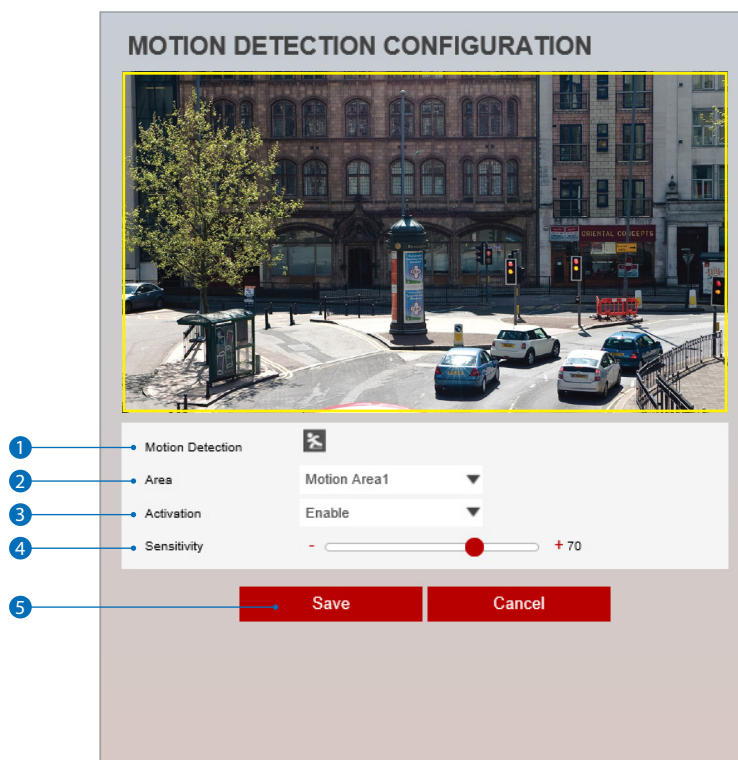 MOTION DETECTION CONFIGURATION
ORIENTAL CONCEPTS
1 Motion Detection
2 Area Motion Area1
3 Activation Enable
4 Sensitivity - + 70
5 Save Cancel